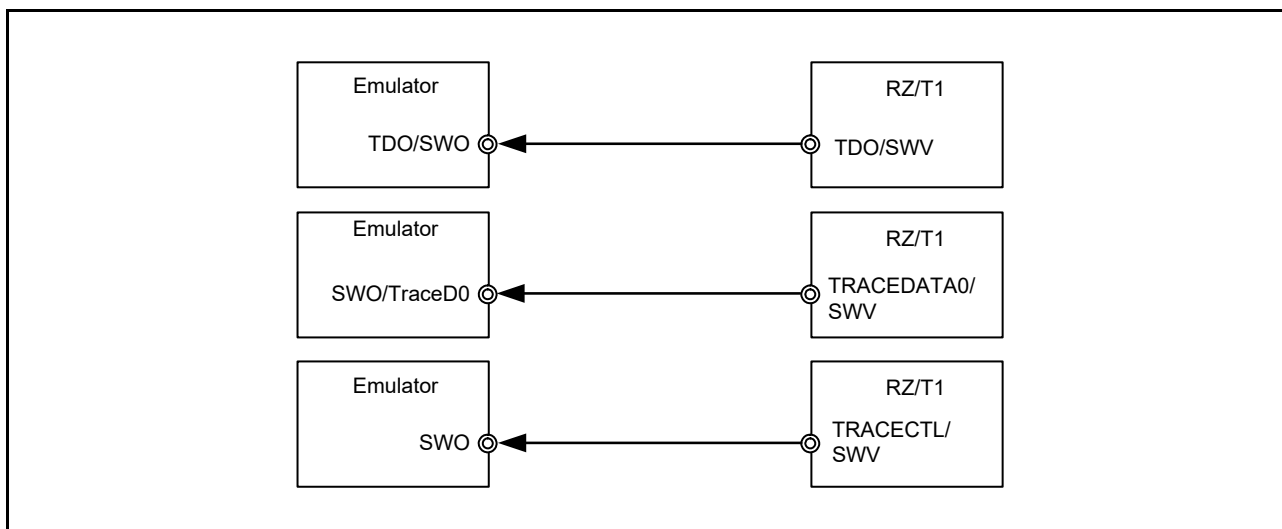 Emulator
RZ/T1
TDO/SWO
TDO/SWV
Emulator
RZ/T1
SWO/TraceD0
TRACEDATA0/
SWV
Emulator
RZ/T1
SWO
TRACECTL/
SWV